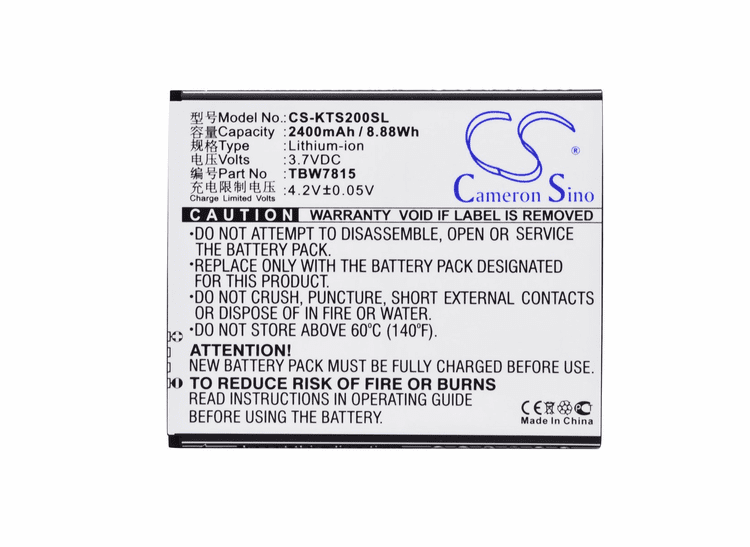 型号Model No.:CS-KTS200SL
容量Capacity :2400mAh / 8.88Wh
类型Type :Lithium-ion
电压Volts :3.7VDC
编号Part No :TBW7815
充电限制电压 :4.2V±0.05V
Charge Limited Volts
CS ®
Cameron Sino
CAUTION WARRANTY VOID IF LABEL IS REMOVED
•DO NOT ATTEMPT TO DISASSEMBLE, OPEN OR SERVICE
THE BATTERY PACK.
•REPLACE ONLY WITH THE BATTERY PACK DESIGNATED
FOR THIS PRODUCT.
•DO NOT CRUSH, PUNCTURE, SHORT EXTERNAL CONTACTS
OR DISPOSE OF IN FIRE OR WATER.
•DO NOT STORE ABOVE 60°C (140°F).
ATTENTION!
NEW BATTERY PACK MUST BE FULLY CHARGED BEFORE USE.
TO REDUCE RISK OF FIRE OR BURNS
READ INSTRUCTIONS IN OPERATING GUIDE
BEFORE USING THE BATTERY.
CE
Made in China